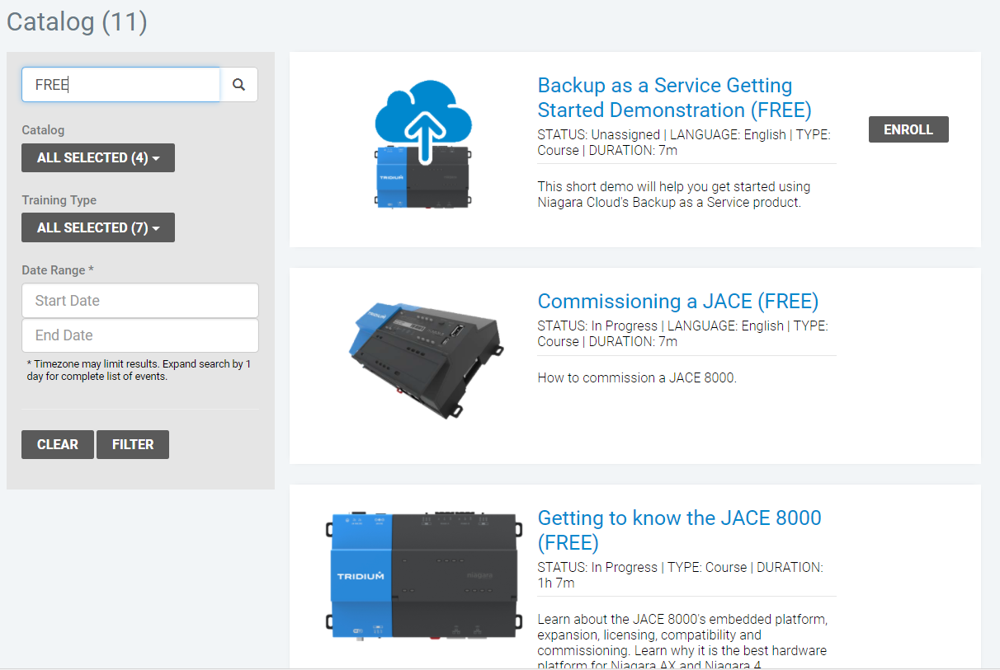 Catalog (11)
FREE
Catalog
ALL SELECTED (4)
Training Type
ALL SELECTED (7)
Date Range *
Start Date
End Date
* Timezone may limit results. Expand search by 1
day for complete list of events.
CLEAR FILTER
TRIDIUM
Backup as a Service Getting
Started Demonstration (FREE)
STATUS: Unassigned | LANGUAGE: English | TYPE:
Course | DURATION: 7m
This short demo will help you get started using
Niagara Cloud's Backup as a Service product.
ENROLL
TRIDIUM
Commissioning a JACE (FREE)
STATUS: In Progress | LANGUAGE: English | TYPE:
Course | DURATION: 7m
How to commission a JACE 8000.
TRIDIUM
niagara
Getting to know the JACE 8000
(FREE)
STATUS: In Progress | TYPE: Course | DURATION:
1h 7m
Learn about the JACE 8000's embedded platform,
expansion, licensing, compatibility and
commissioning. Learn why it is the best hardware
platform for Niagara AX and Niagara 4.